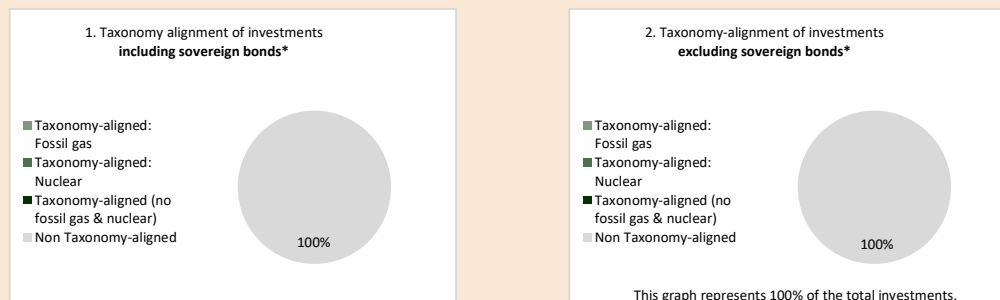 1. Taxonomy alignment of investments
including sovereign bonds*
Taxonomy-aligned:
Fossil gas
Taxonomy-aligned:
Nuclear
Taxonomy-aligned (no
fossil gas & nuclear)
Non Taxonomy-aligned
100%
2. Taxonomy-alignment of investments
excluding sovereign bonds*
Taxonomy-aligned:
Fossil gas
Taxonomy-aligned:
Nuclear
Taxonomy-aligned (no
fossil gas & nuclear)
Non Taxonomy-aligned
100%
This graph represents 100% of the total investments.